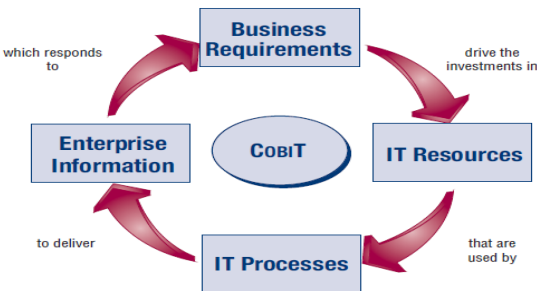 Business
Requirements
which responds
to
drive the
investments in
Enterprise
Information
COBIT
IT Resources
to deliver
that are
used by
IT Processes